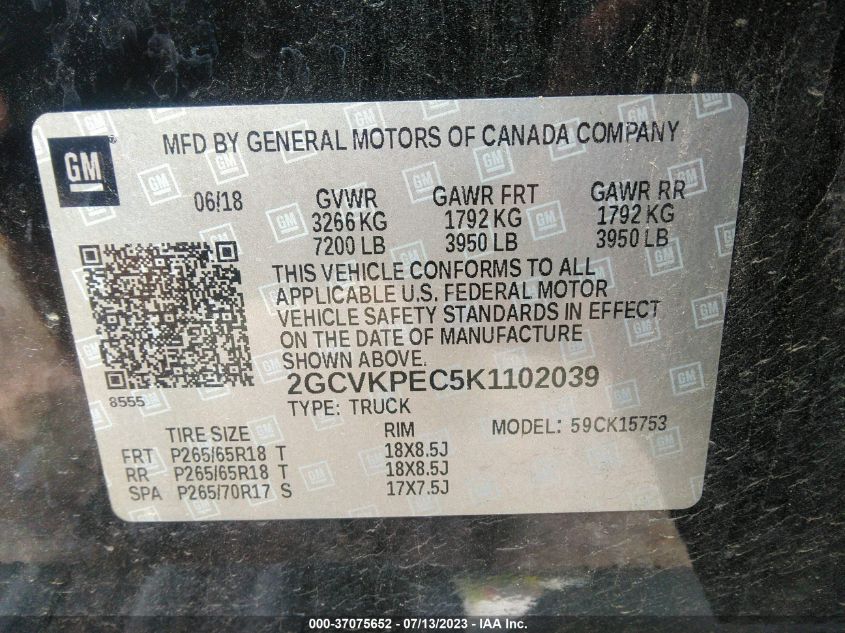 MFD BY GENERAL MOTORS OF CANADA COMPANY
GM
06/18 GVWR GAWR FRT GAWR RR
3266 KG 1792 KG 1792 KG
7200 LB 3950 LB 3950 LB
THIS VEHICLE CONFORMS TO ALL
APPLICABLE U.S. FEDERAL MOTOR
VEHICLE SAFETY STANDARDS IN EFFECT
ON THE DATE OF MANUFACTURE
SHOWN ABOVE.
2GCVKPEC5K1102039
8555
TYPE: TRUCK
MODEL: 59CK15753
TIRE SIZE RIM
FRT P265/65R18 T 18X8.5J
RR P265/65R18 T 18X8.5J
SPA P265/70R17 S 17X7.5J
000-37075652 - 07/13/2023 - IAA Inc.